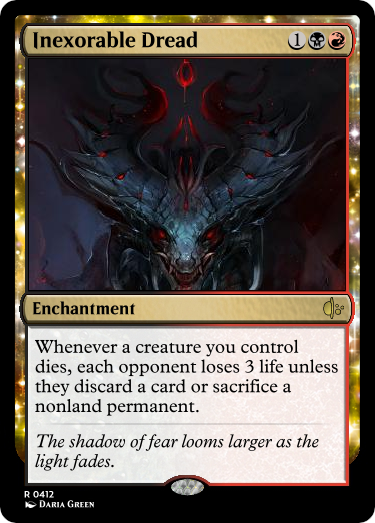 Inexorable Dread 1
Enchantment
Whenever a creature you control
dies, each opponent loses 3 life unless
they discard a card or sacrifice a
nonland permanent.
The shadow of fear looms larger as the
light fades.
R 0412
Daria Green